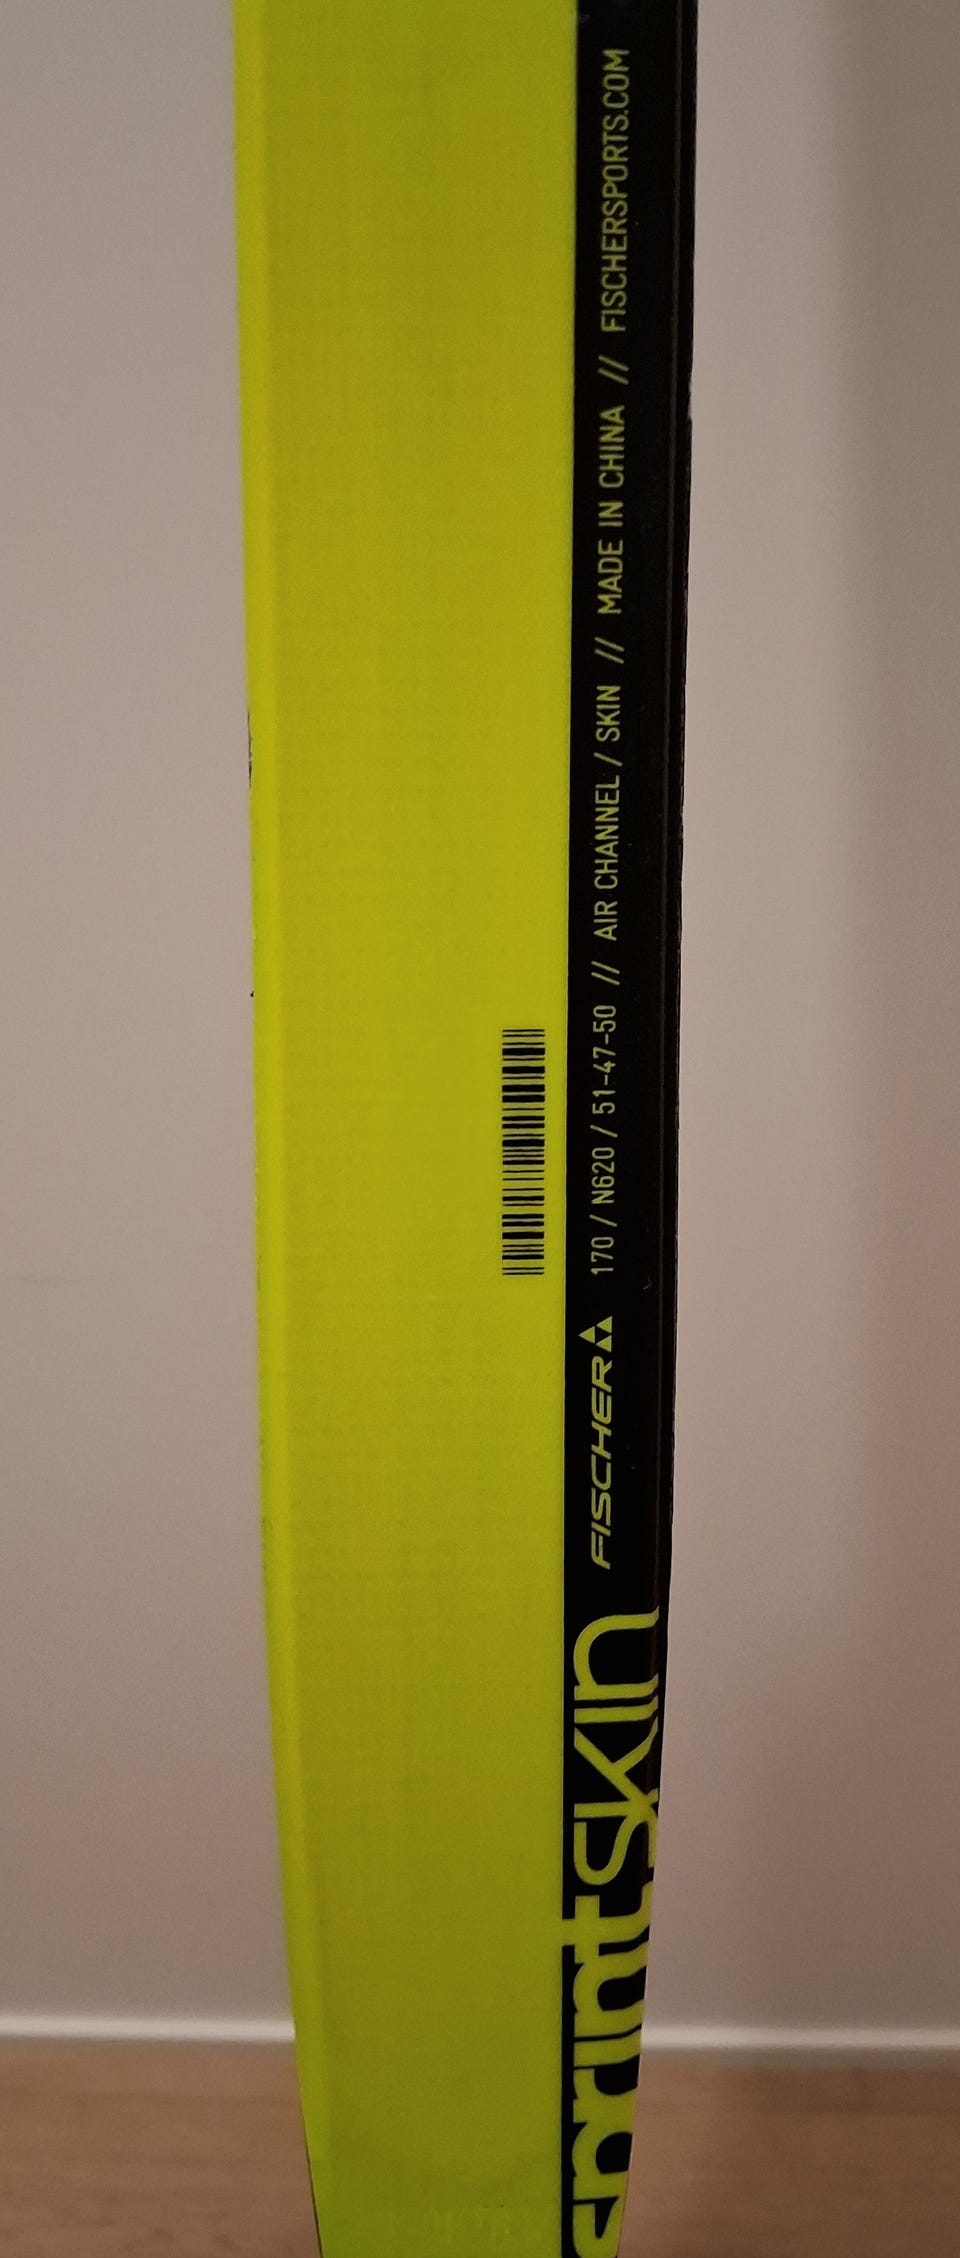 sprintSKIN FISCHER 170 / N620 / 51-47-50 // AIR CHANNEL / SKIN // MADE IN CHINA // FISCHERSPORTS.COM